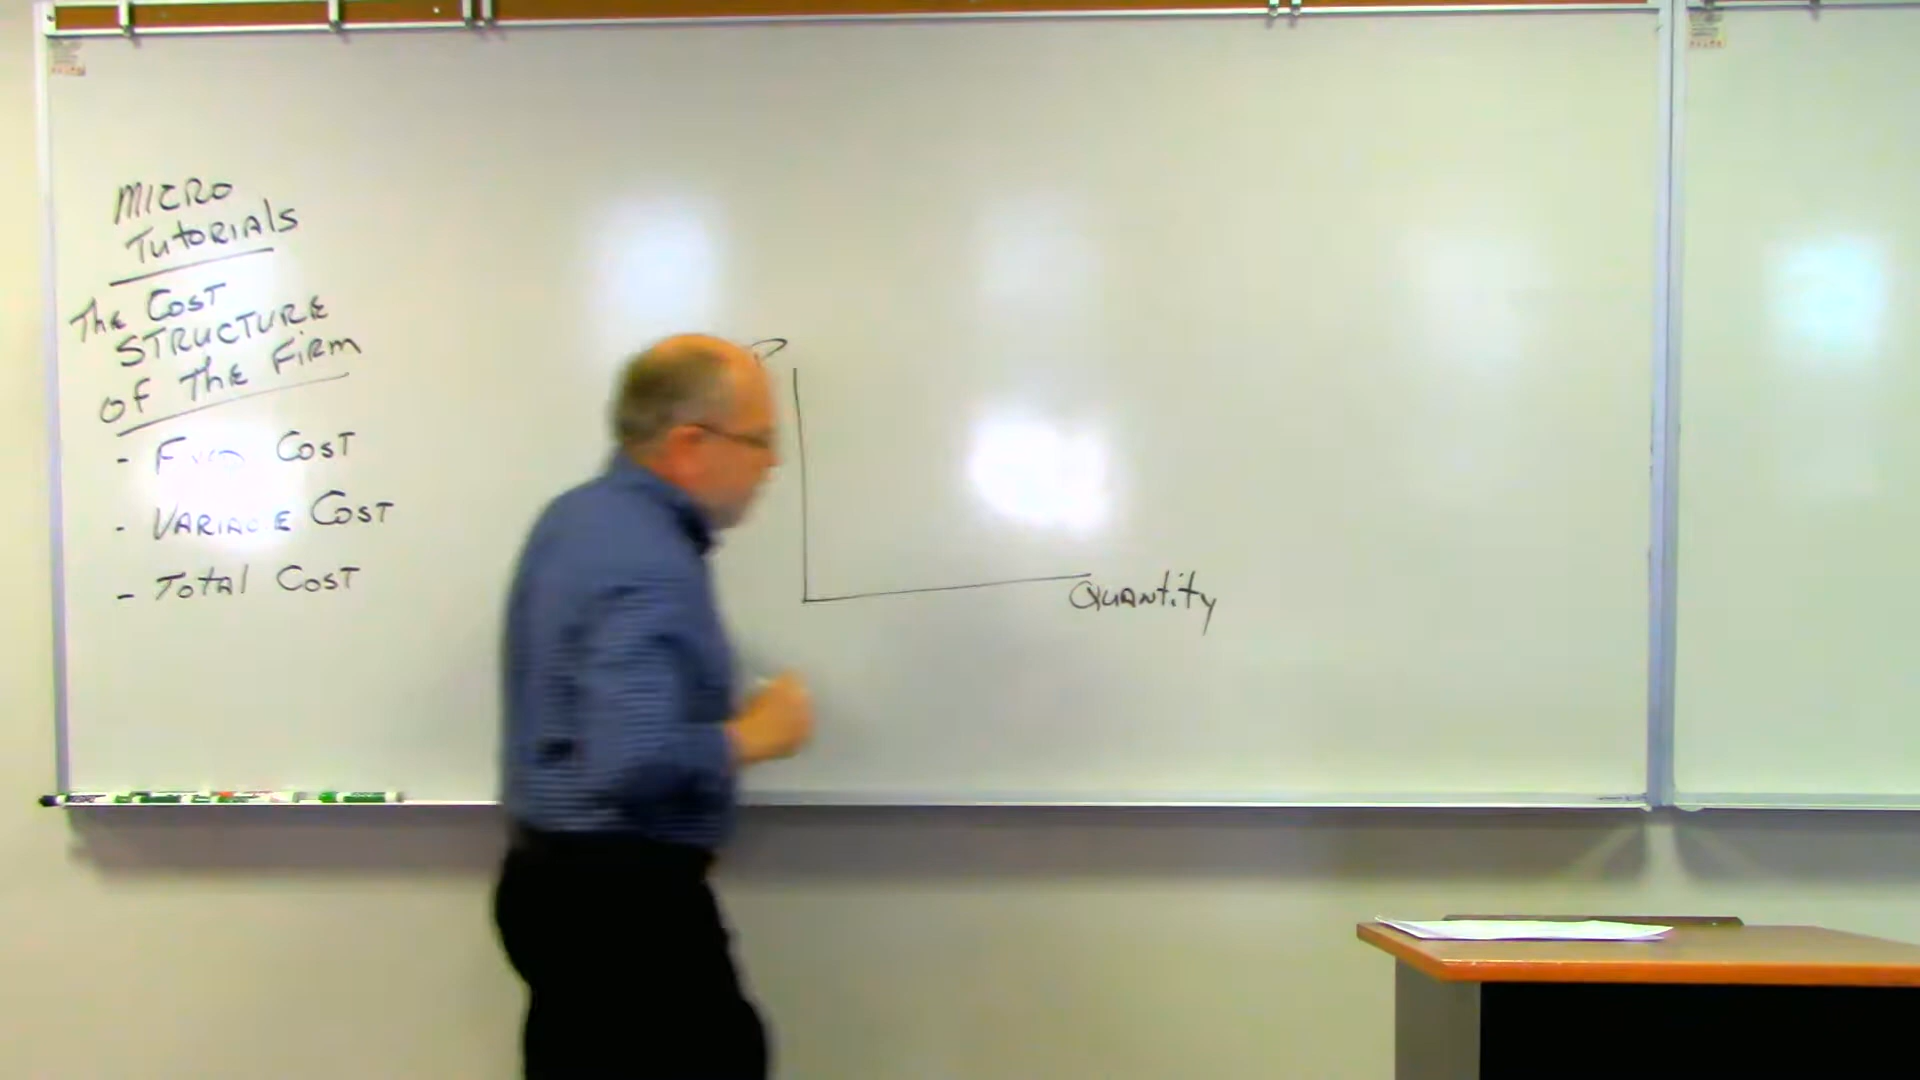 MICRO
TutoRIAls
The Cost
STRUCTURE
of The Firm
- Cost
- Cost
- Total Cost
P
Quantity